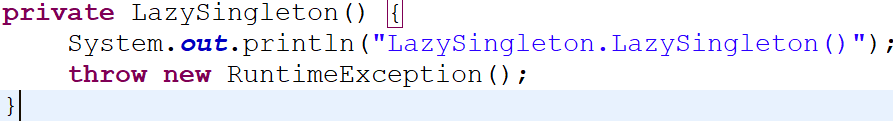 private LazySingleton() {
    System.out.println("LazySingleton.LazySingleton()");
    throw new RuntimeException();
}